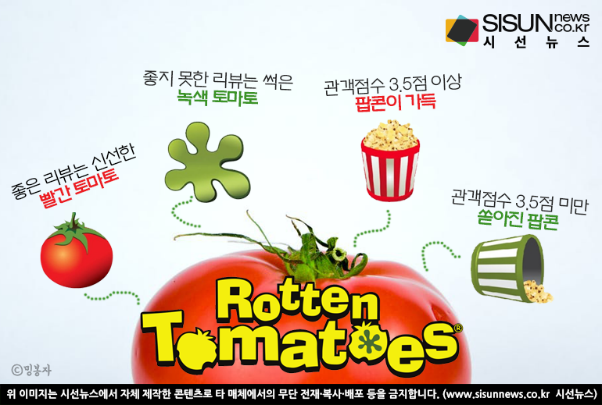 SISUN news
co.kr
시선뉴스
좋지 못한 리뷰는 썩은
녹색 토마토
관객점수 3.5점 이상
팝콘이 가득
좋은 리뷰는 신선한
빨간 토마토
관객점수 3.5점 미만
쏟아진 팝콘
Rotten
Tomatoes®
©밍몽자
위 이미지는 시선뉴스에서 자체 제작한 콘텐츠로 타 매체에서의 무단 전재·복사·배포 등을 금지합니다. (www.sisunnews.co.kr 시선뉴스)